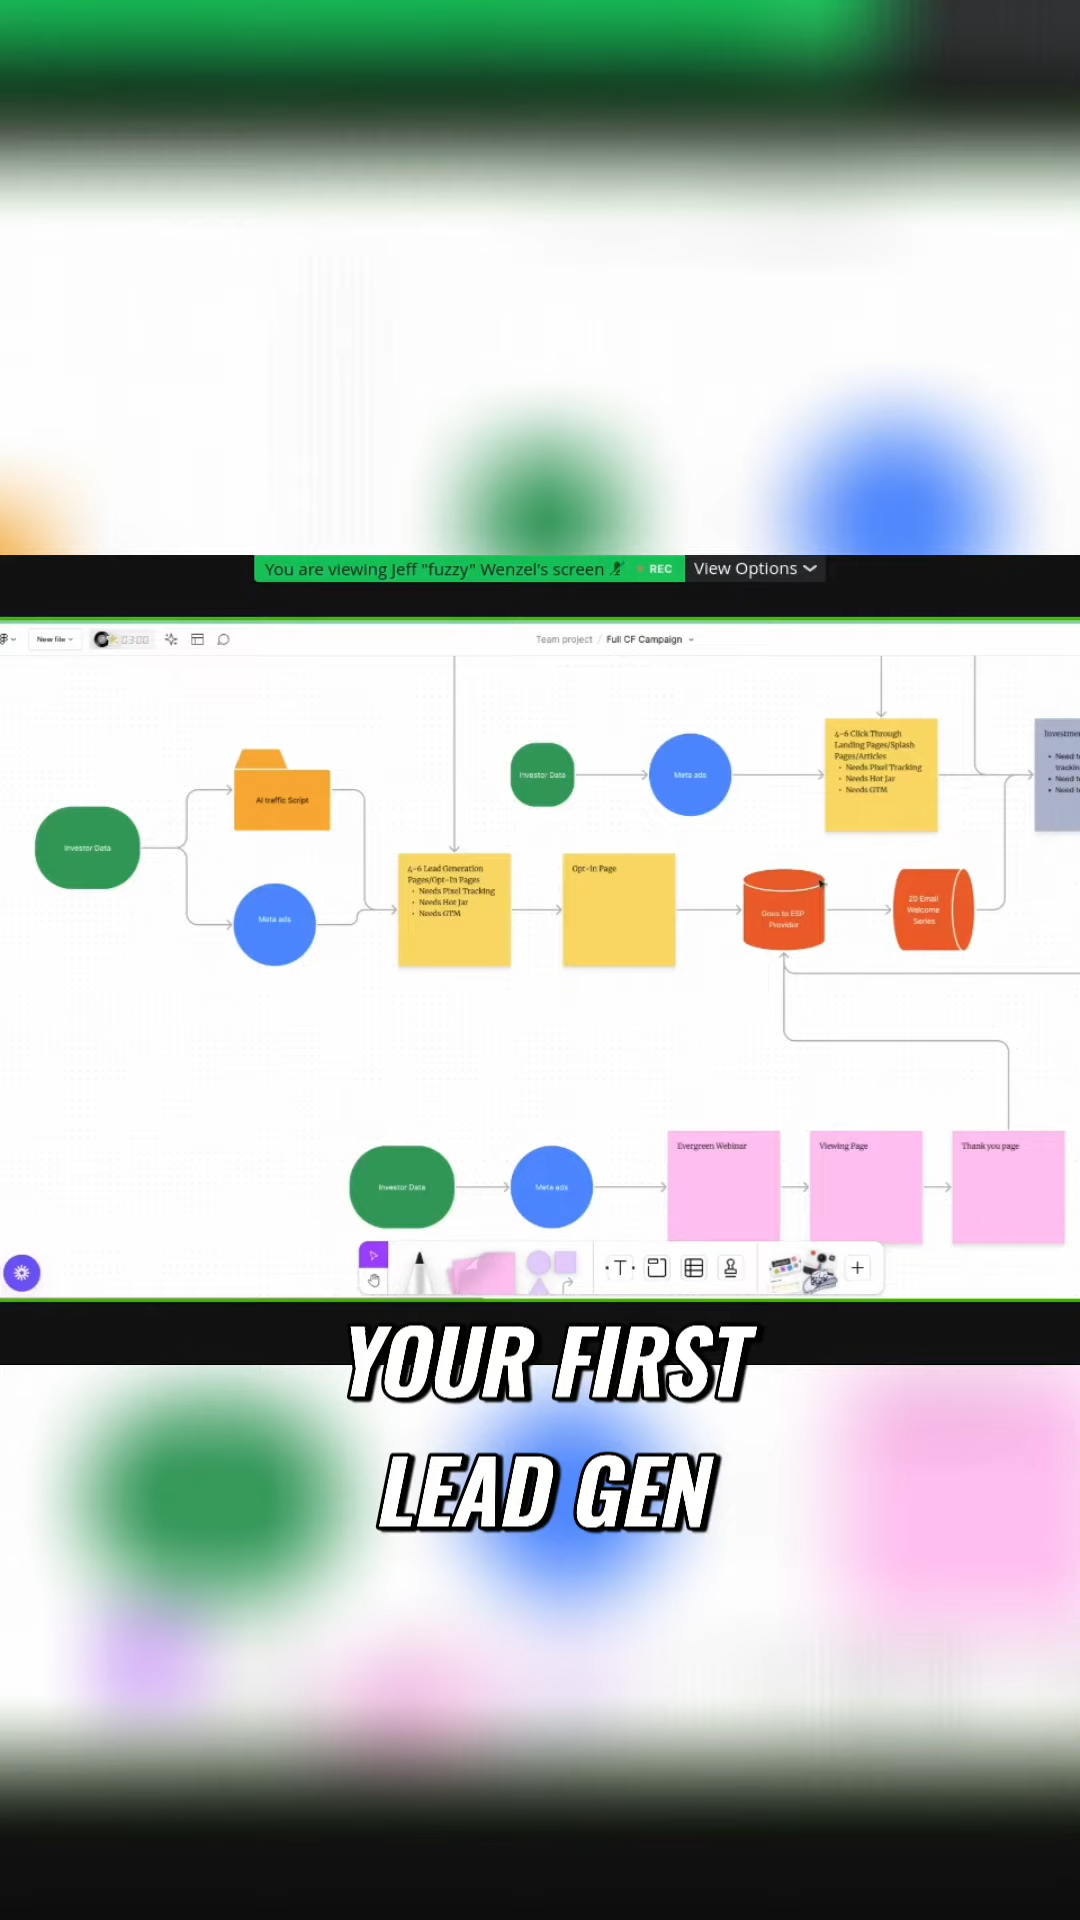 You are viewing Jeff "fuzzy" Wenzel's screen
REC
View Options
New file
03:00
Team project / Full CF Campaign
Investor Data
AI traffic Script
Meta ads
Investor Data
Meta ads
4-6 Click Through
Landing Pages/Splash
Pages/Articles
• Needs Pixel Tracking
• Needs Hot Jar
• Needs GTM
4-6 Lead Generation
Pages/Opt-In Pages
• Needs Pixel Tracking
• Needs Hot Jar
• Needs GTM
Opt-In Page
Goes to ESP
Provider
20 Email
Welcome
Series
Investor Data
Meta ads
Evergreen Webinar
Viewing Page
Thank you page
YOUR FIRST
LEAD GEN